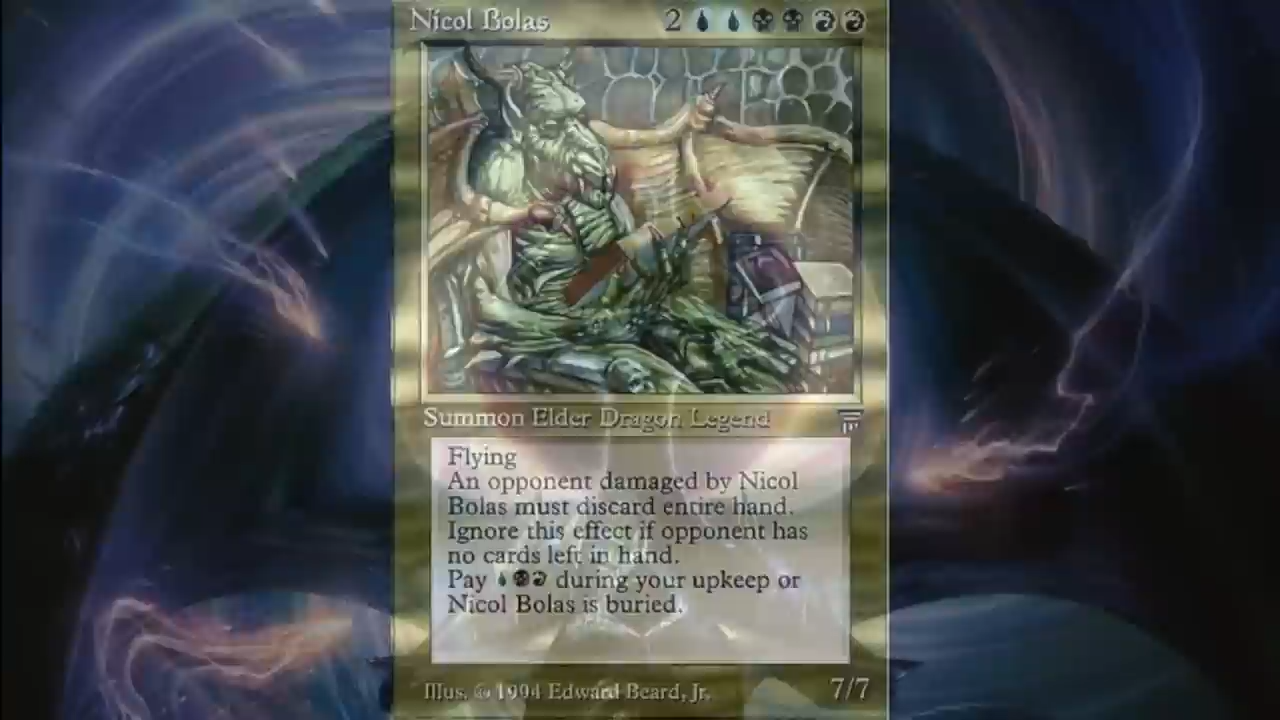 Nicol Bolas 2
Summon Elder Dragon Legend
Flying
An opponent damaged by Nicol
Bolas must discard entire hand.
Ignore this effect if opponent has
no cards left in hand.
Pay during your upkeep or
Nicol Bolas is buried.
Illus. © 1994 Edward Beard, Jr. 7/7